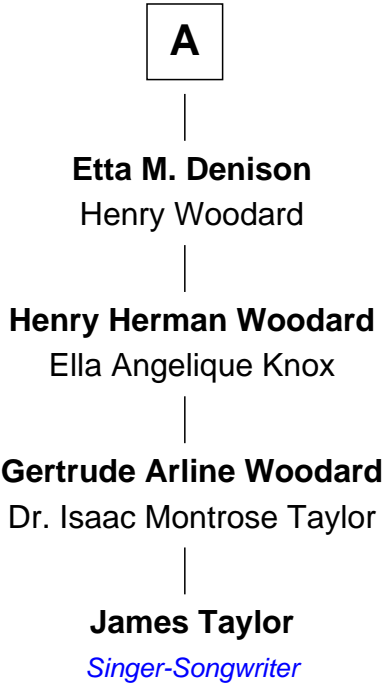 A
Etta M. Denison
Henry Woodard
Henry Herman Woodard
Ella Angelique Knox
Gertrude Arline Woodard
Dr. Isaac Montrose Taylor
James Taylor
Singer-Songwriter